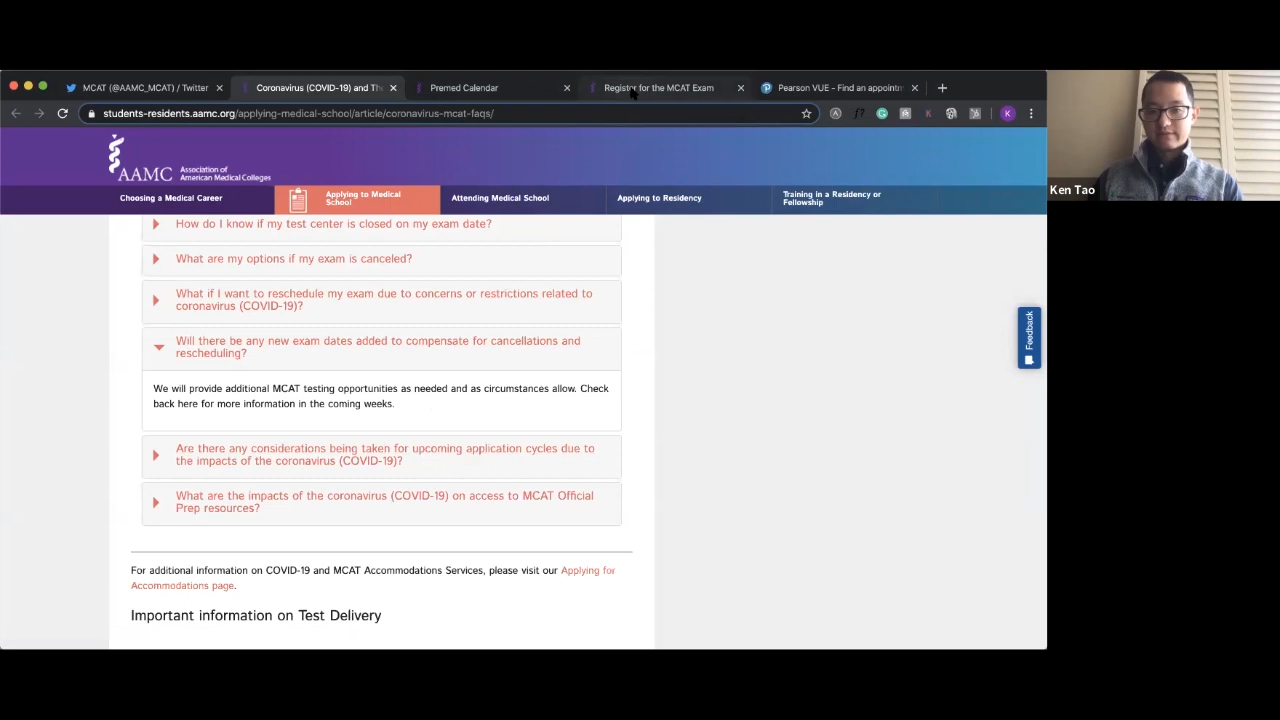 MCAT (@AAMC_MCAT) / Twitter
Coronavirus (COVID-19) and Th
Premed Calendar
Register for the MCAT Exam
Pearson VUE - Find an appointm
students-residents.aamc.org/applying-medical-school/article/coronavirus-mcat-faqs/
K
AAMC
Association of
American Medical Colleges
Choosing a Medical Career
Applying to Medical
School
Attending Medical School
Applying to Residency
Training in a Residency or
Fellowship
How do I know if my test center is closed on my exam date?
What are my options if my exam is canceled?
What if I want to reschedule my exam due to concerns or restrictions related to
coronavirus (COVID-19)?
Will there be any new exam dates added to compensate for cancellations and
rescheduling?
We will provide additional MCAT testing opportunities as needed and as circumstances allow. Check
back here for more information in the coming weeks.
Are there any considerations being taken for upcoming application cycles due to
the impacts of the coronavirus (COVID-19)?
What are the impacts of the coronavirus (COVID-19) on access to MCAT Official
Prep resources?
For additional information on COVID-19 and MCAT Accommodations Services, please visit our Applying for
Accommodations page.
Important information on Test Delivery
Feedback
Ken Tao